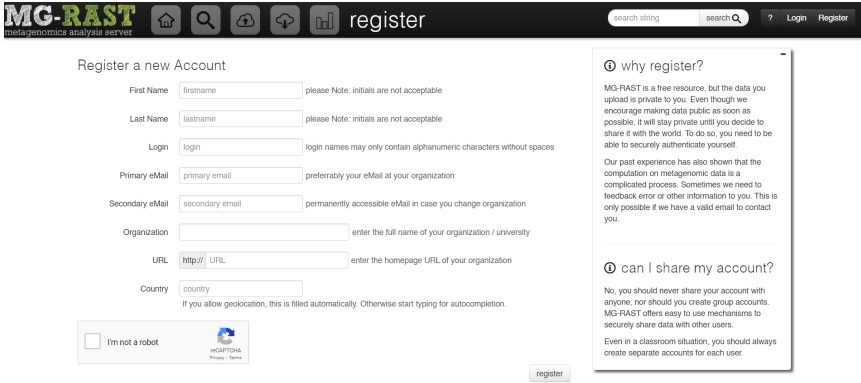 MG-RAST
metagenomics analysis server
register
search string
search
?
Login
Register
Register a new Account
First Name
firstname
please Note: initials are not acceptable
Last Name
lastname
please Note: initials are not acceptable
Login
login
login names may only contain alphanumeric characters without spaces
Primary eMail
primary email
preferrably your eMail at your organization
Secondary eMail
secondary email
permanently accessible eMail in case you change organization
Organization
enter the full name of your organization / university
URL
http://
URL
enter the homepage URL of your organization
Country
country
If you allow geolocation, this is filled automatically. Otherwise start typing for autocompletion.
I'm not a robot
reCAPTCHA
Privacy - Terms
register
why register?
MG-RAST is a free resource, but the data you
upload is private to you. Even though we
encourage making data public as soon as
possible, it will stay private until you decide to
share it with the world. To do so, you need to be
able to securely authenticate yourself.
Our past experience has also shown that the
computation on metagenomic data is a
complicated process. Sometimes we need to
feedback error or other information to you. This is
only possible if we have a valid email to contact
you.
can I share my account?
No, you should never share your account with
anyone, nor should you create group accounts.
MG-RAST offers easy to use mechanisms to
securely share data with other users.
Even in a classroom situation, you should always
create separate accounts for each user.